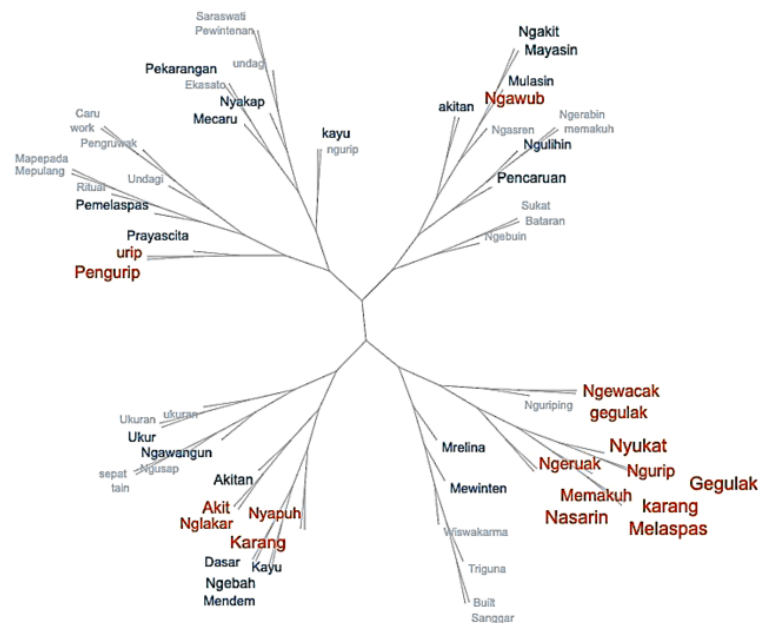 Saraswati
Pewintenan
Pekarangan
undagi
Ekasato
Nyakap
Mecaru
kayu
ngurip
Caru
work
Pengruwak
Mapepada
Mepulang
Undagi
Ritual
Pemelaspas
Prayascita
urip
Pengurip
Ngakit
Mayasin
Mulasin
Ngawub
akitan
Ngerabin
memakuh
Ngasren
Ngulihin
Pencaruan
Sukat
Bataran
Ngebuin
Ukuran
ukuran
Ukur
Ngawangun
sepat
Ngusap
tain
Akitan
Akit
Nyapuh
Nglakar
Karang
Dasar
Kayu
Ngebah
Mendem
Mrelina
Mewinten
Wiswakarma
Triguna
Built
Sanggar
Ngewacak
Nguriping
gegulak
Nyukat
Ngeruak
Ngurip
Gegulak
Memakuh
karang
Nasarin
Melaspas